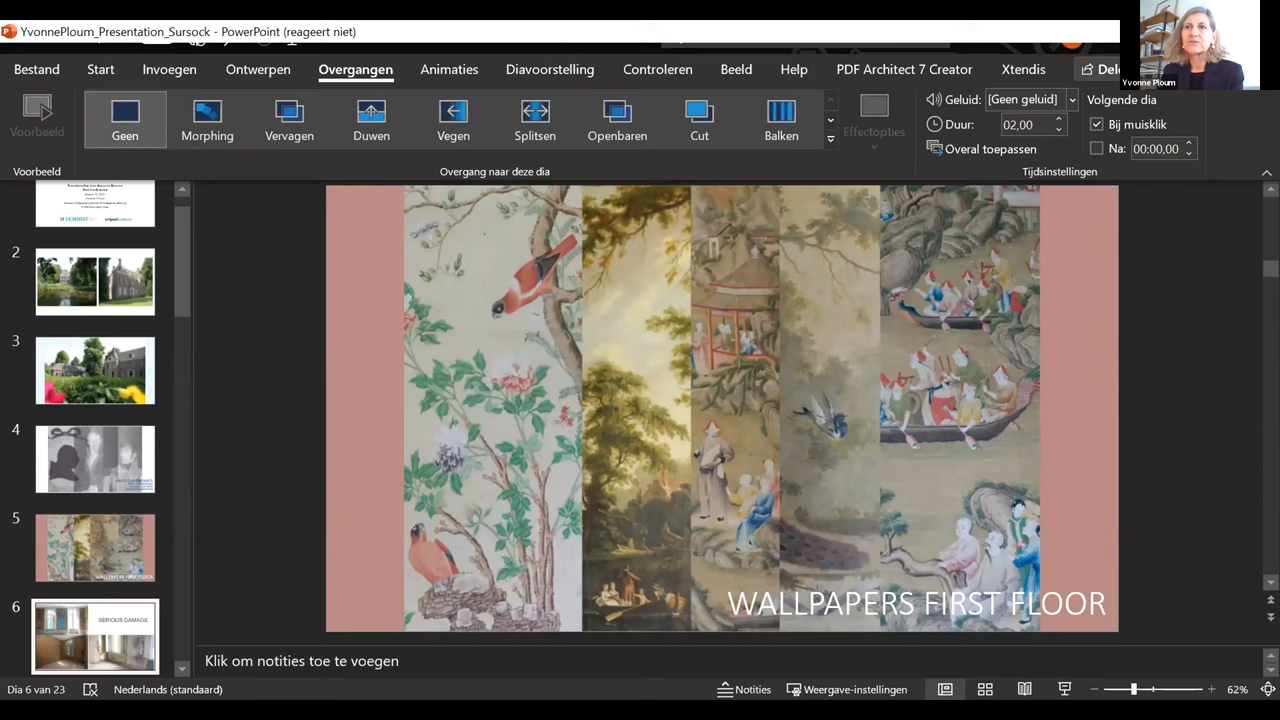 YvonnePloum_Presentation_Sursock - PowerPoint (reageert niet)
Bestand Start Invoegen Ontwerpen Overgangen Animaties Diavoorstelling Controleren Beeld Help PDF Architect 7 Creator Xtendis Dele
Yvonne Ploum
Voorbeeld Geen Morphing Vervagen Duwen Vegen Splitsen Openbaren Cut Balken Effectopties
Geluid: [Geen geluid] Volgende dia
Duur: 02,00 Bij muisklik
Overal toepassen Na: 00:00,00
Voorbeeld Overgang naar deze dia Tijdsinstellingen
2
3
4
5
WALLPAPERS FIRST FLOOR
6
SERIOUS DAMAGE
WALLPAPERS FIRST FLOOR
Klik om notities toe te voegen
Dia 6 van 23 Nederlands (standaard) Notities Weergave-instellingen 62%